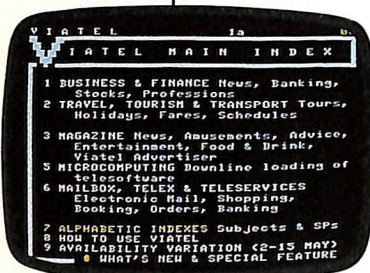 VIATEL 1a 0.
VIATEL MAIN INDEX
1 BUSINESS & FINANCE News, Banking,
Stocks, Professions
2 TRAVEL, TOURISM & TRANSPORT Tours,
Holidays, Fares, Schedules
3 MAGAZINE News, Amusements, Advice,
Entertainment, Food & Drink,
Viatel Advertiser
5 MICROCOMPUTING Downline loading of
telesoftware
6 MAILBOX, TELEX & TELESERVICES
Electronic Mail, Shopping,
Booking, Orders, Banking
7 ALPHABETIC INDEXES Subjects & SPs
8 HOW TO USE VIATEL
9 AVAILABILITY VARIATION (2-15 MAY)
0 WHAT'S NEW & SPECIAL FEATURE